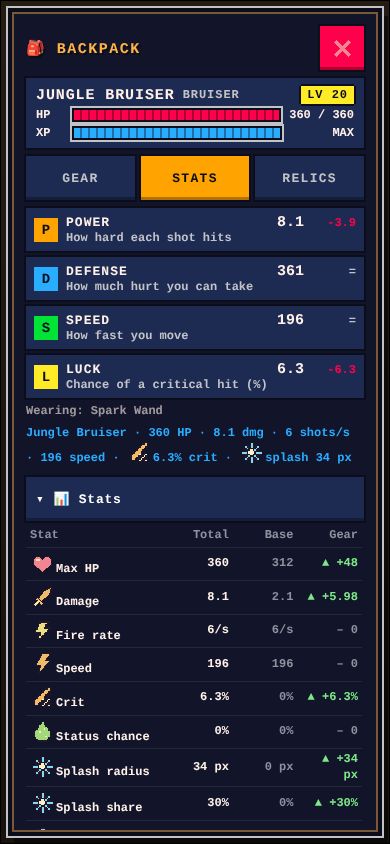 BACKPACK
JUNGLE BRUISER BRUISER LV 20
HP 360 / 360
XP MAX
GEAR STATS RELICS
P POWER 8.1 -3.9
How hard each shot hits
D DEFENSE 361 =
How much hurt you can take
S SPEED 196 =
How fast you move
L LUCK 6.3 -6.3
Chance of a critical hit (%)
Wearing: Spark Wand
Jungle Bruiser · 360 HP · 8.1 dmg · 6 shots/s
· 196 speed · 6.3% crit · splash 34 px
▾ Stats
Stat Total Base Gear
Max HP 360 312 ▲ +48
Damage 8.1 2.1 ▲ +5.98
Fire rate 6/s 6/s – 0
Speed 196 196 – 0
Crit 6.3% 0% ▲ +6.3%
Status chance 0% 0% – 0
Splash radius 34 px 0 px ▲ +34 px
Splash share 30% 0% ▲ +30%